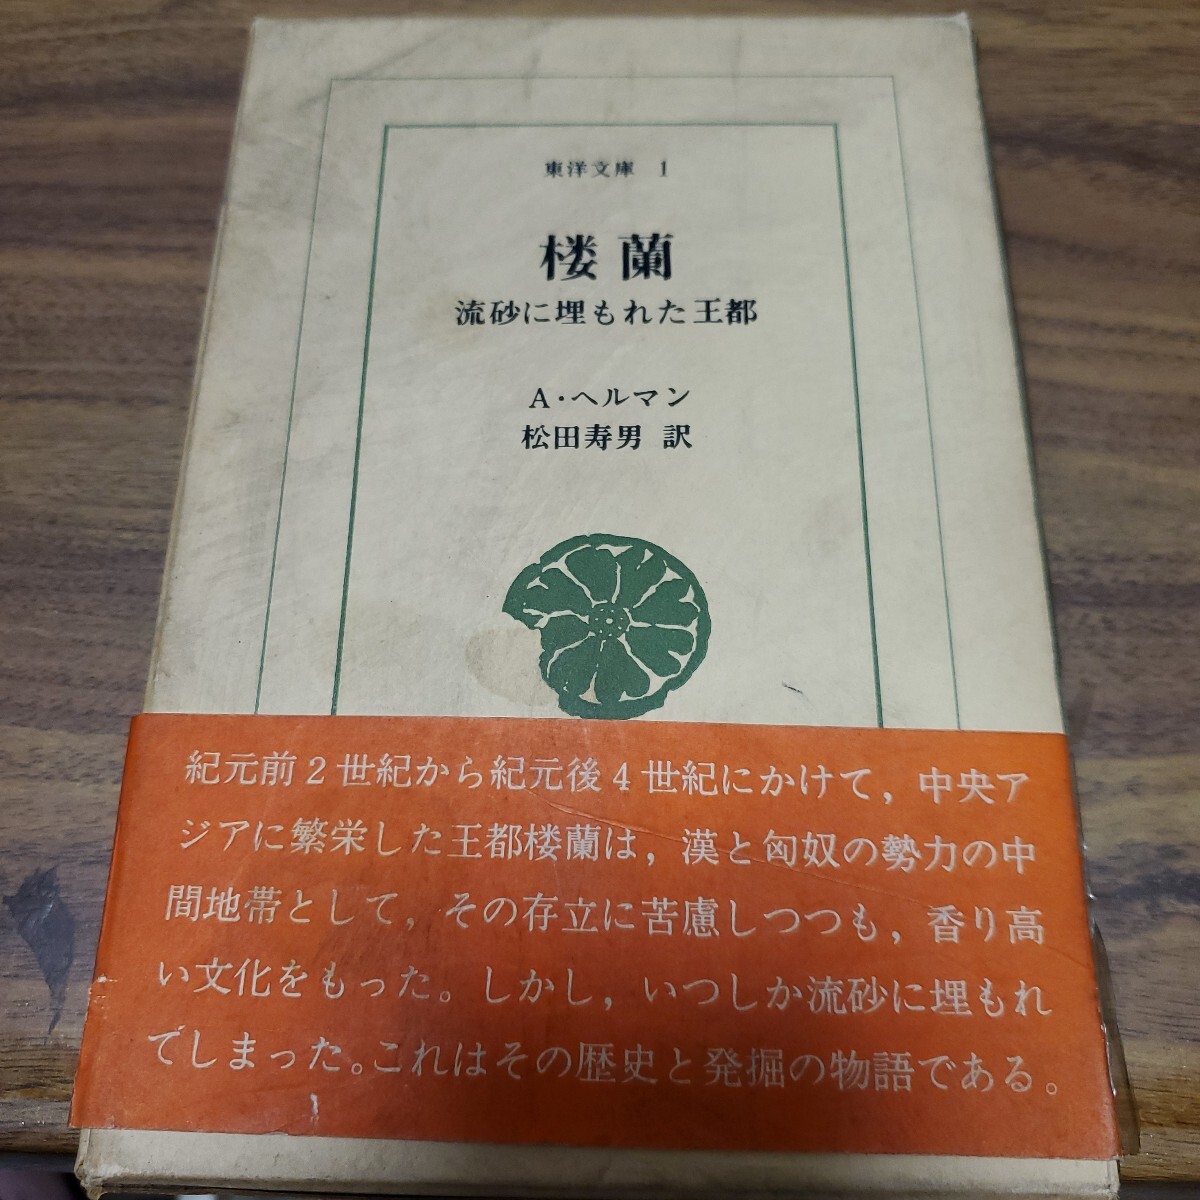 東洋文庫 1
楼蘭
流砂に埋もれた王都
A・ヘルマン
松田寿男 訳
紀元前2世紀から紀元後4世紀にかけて，中央ア
ジアに繁栄した王都楼蘭は，漢と匈奴の勢力の中
間地帯として，その存立に苦慮しつつも，香り高
い文化をもった。しかし，いつしか流砂に埋もれ
てしまった。これはその歴史と発掘の物語である。